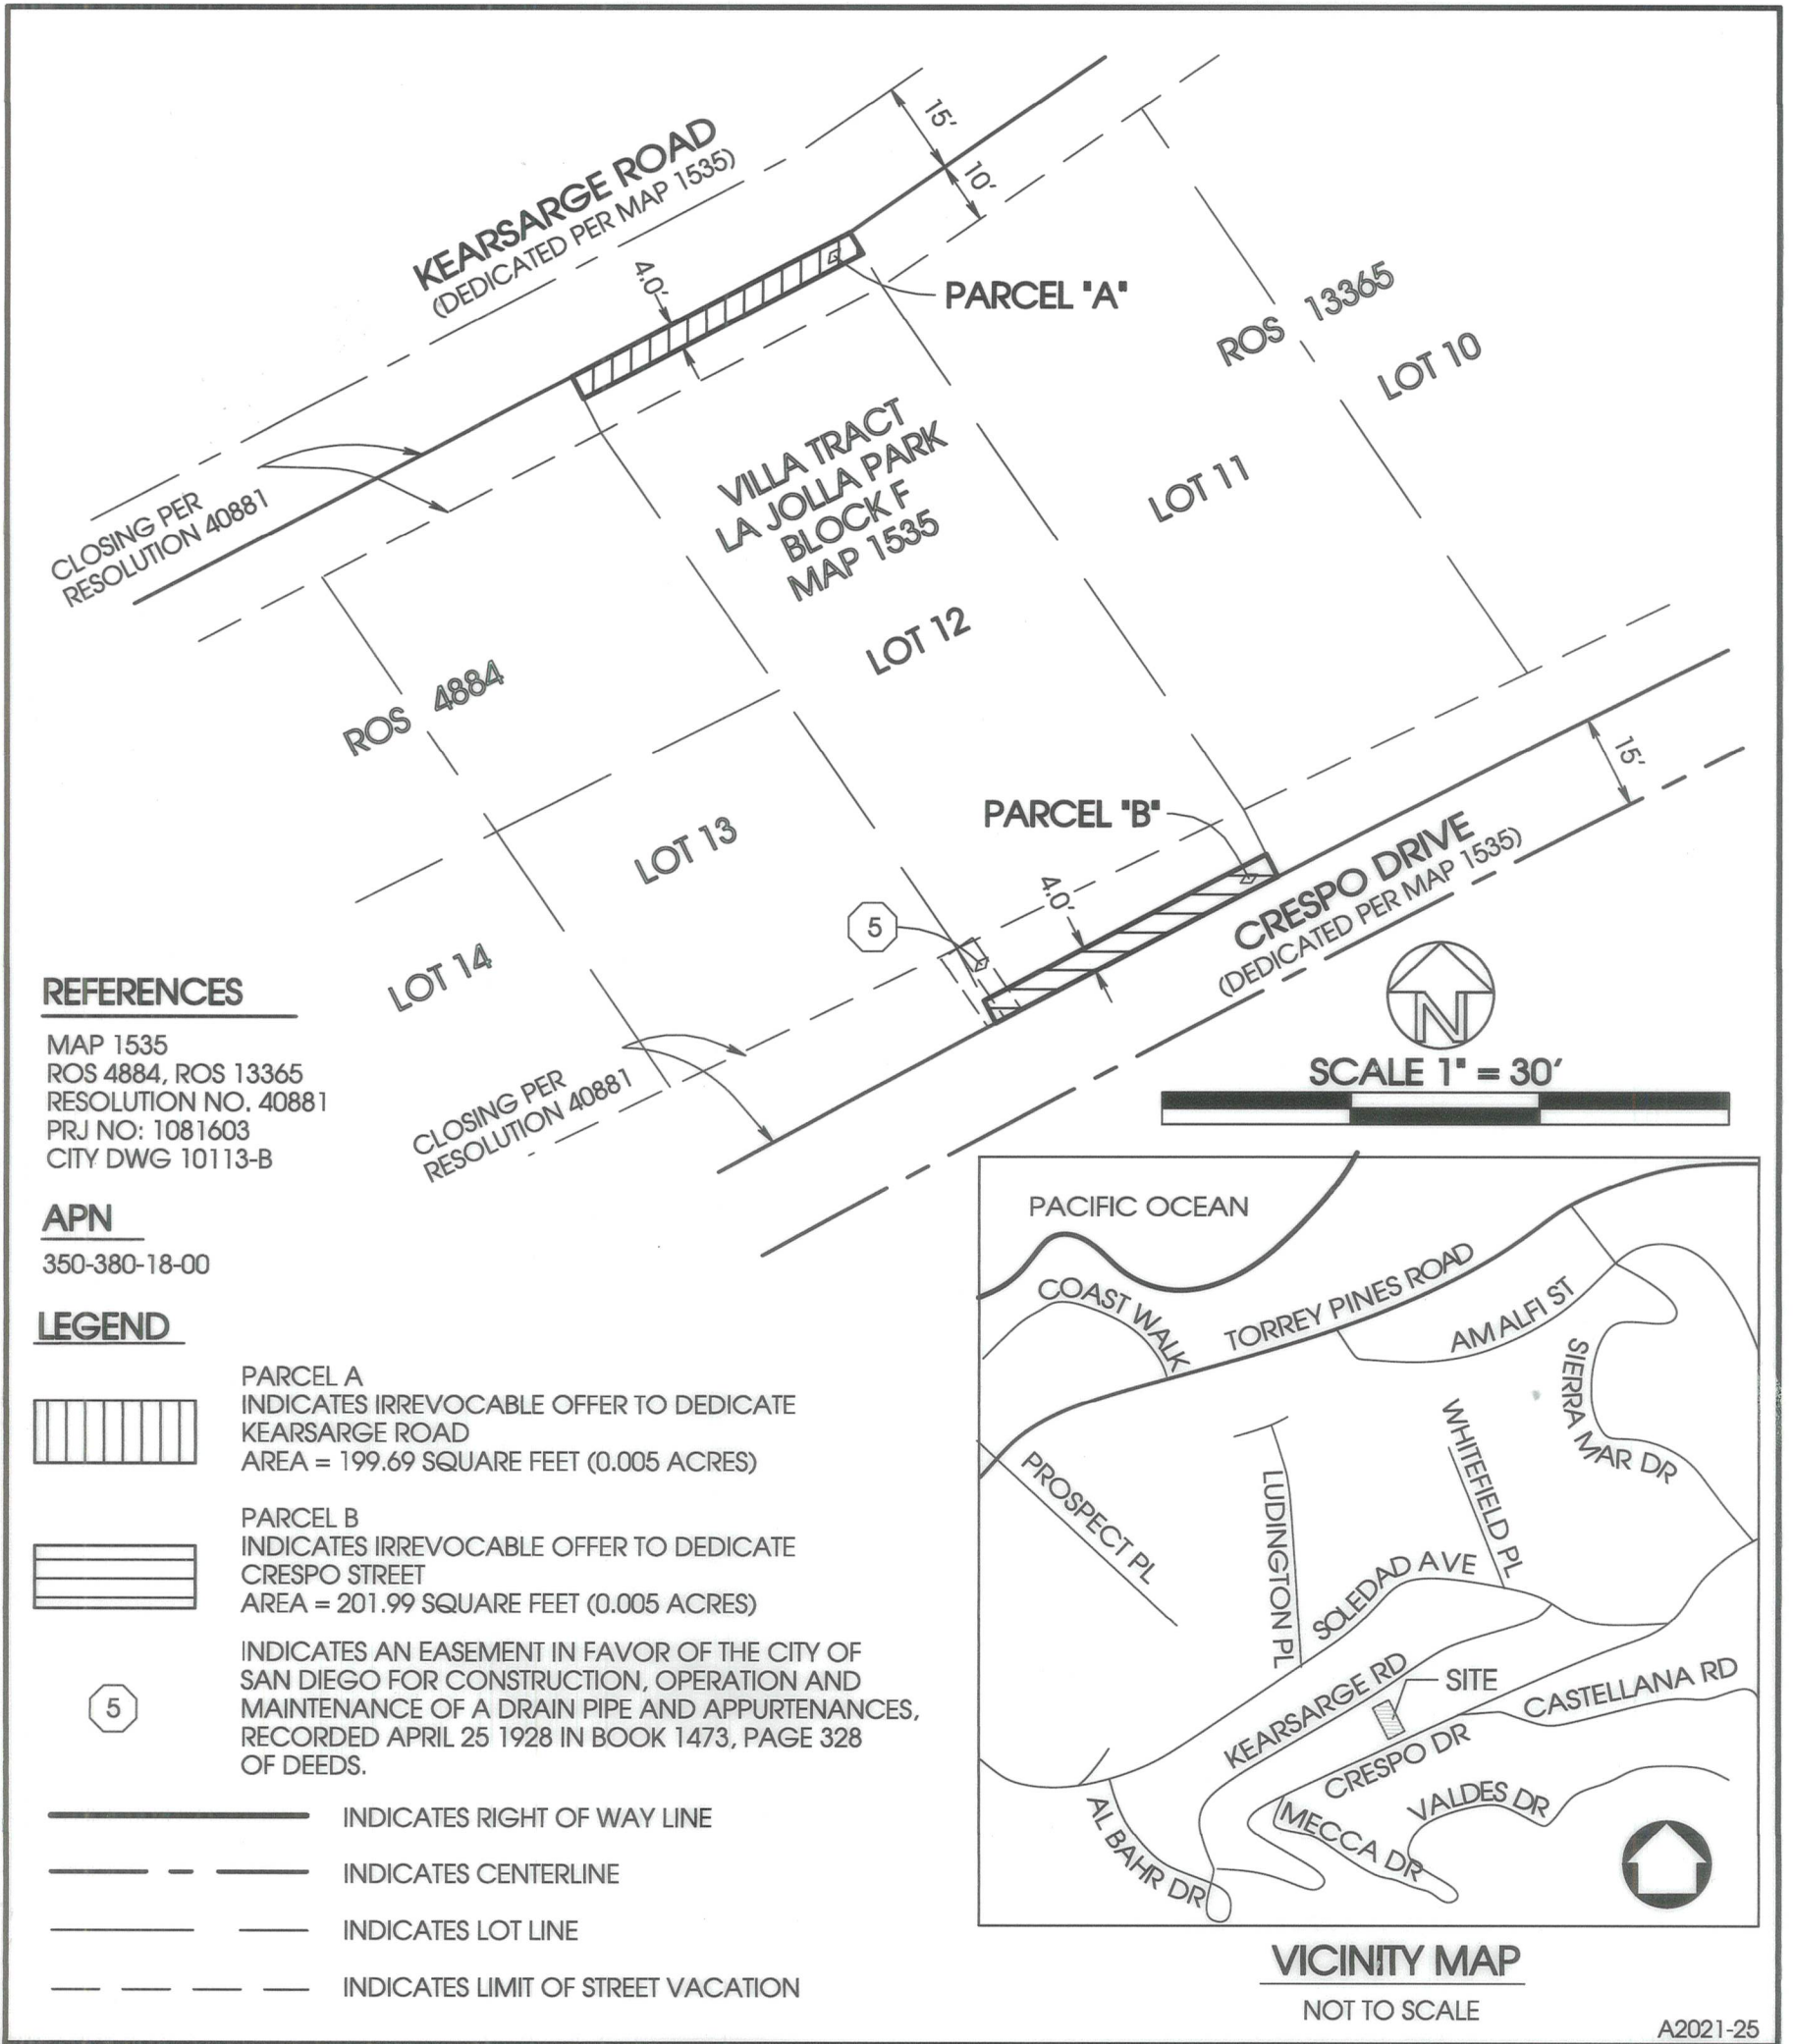 KEARSARGE ROAD
(DEDICATED PER MAP 1535)
15'
10'
4.0'
PARCEL "A"
ROS 13365
LOT 10
CLOSING PER
RESOLUTION 40881
VILLA TRACT
LA JOLLA PARK
BLOCK F
MAP 1535
LOT 11
LOT 12
ROS 4884
15'
PARCEL "B"
LOT 13
4.0'
CRESPO DRIVE
(DEDICATED PER MAP 1535)
5
LOT 14
N
SCALE 1" = 30'
CLOSING PER
RESOLUTION 40881
REFERENCES
MAP 1535
ROS 4884, ROS 13365
RESOLUTION NO. 40881
PRJ NO: 1081603
CITY DWG 10113-B
APN
350-380-18-00
LEGEND
PARCEL A
INDICATES IRREVOCABLE OFFER TO DEDICATE
KEARSARGE ROAD
AREA = 199.69 SQUARE FEET (0.005 ACRES)
PARCEL B
INDICATES IRREVOCABLE OFFER TO DEDICATE
CRESPO STREET
AREA = 201.99 SQUARE FEET (0.005 ACRES)
5
INDICATES AN EASEMENT IN FAVOR OF THE CITY OF
SAN DIEGO FOR CONSTRUCTION, OPERATION AND
MAINTENANCE OF A DRAIN PIPE AND APPURTENANCES,
RECORDED APRIL 25 1928 IN BOOK 1473, PAGE 328
OF DEEDS.
INDICATES RIGHT OF WAY LINE
INDICATES CENTERLINE
INDICATES LOT LINE
INDICATES LIMIT OF STREET VACATION
PACIFIC OCEAN
COAST WALK
TORREY PINES ROAD
AMALFI ST
SIERRA MAR DR
PROSPECT PL
LUDINGTON PL
WHITEFIELD PL
SOLEDAD AVE
KEARSARGE RD
SITE
CASTELLANA RD
CRESPO DR
VALDES DR
MECCA DR
AL BAHR DR
VICINITY MAP
NOT TO SCALE
A2021-25